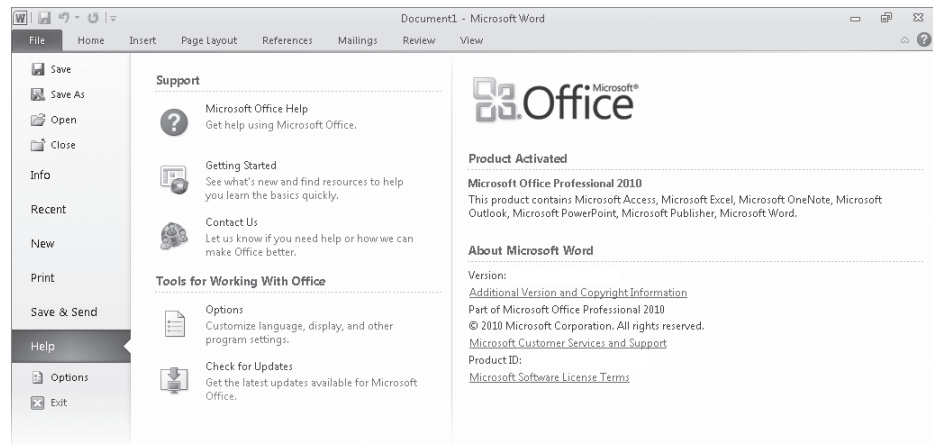 Document1 - Microsoft Word
File Home Insert Page Layout References Mailings Review View
Save
Save As
Open
Close
Info
Recent
New
Print
Save & Send
Help
Options
Exit
Support
Microsoft Office Help
Get help using Microsoft Office.
Getting Started
See what's new and find resources to help
you learn the basics quickly.
Contact Us
Let us know if you need help or how we can
make Office better.
Tools for Working With Office
Options
Customize language, display, and other
program settings.
Check for Updates
Get the latest updates available for Microsoft
Office.
Microsoft®
Office
Product Activated
Microsoft Office Professional 2010
This product contains Microsoft Access, Microsoft Excel, Microsoft OneNote, Microsoft
Outlook, Microsoft PowerPoint, Microsoft Publisher, Microsoft Word.
About Microsoft Word
Version:
Additional Version and Copyright Information
Part of Microsoft Office Professional 2010
© 2010 Microsoft Corporation. All rights reserved.
Microsoft Customer Services and Support
Product ID:
Microsoft Software License Terms